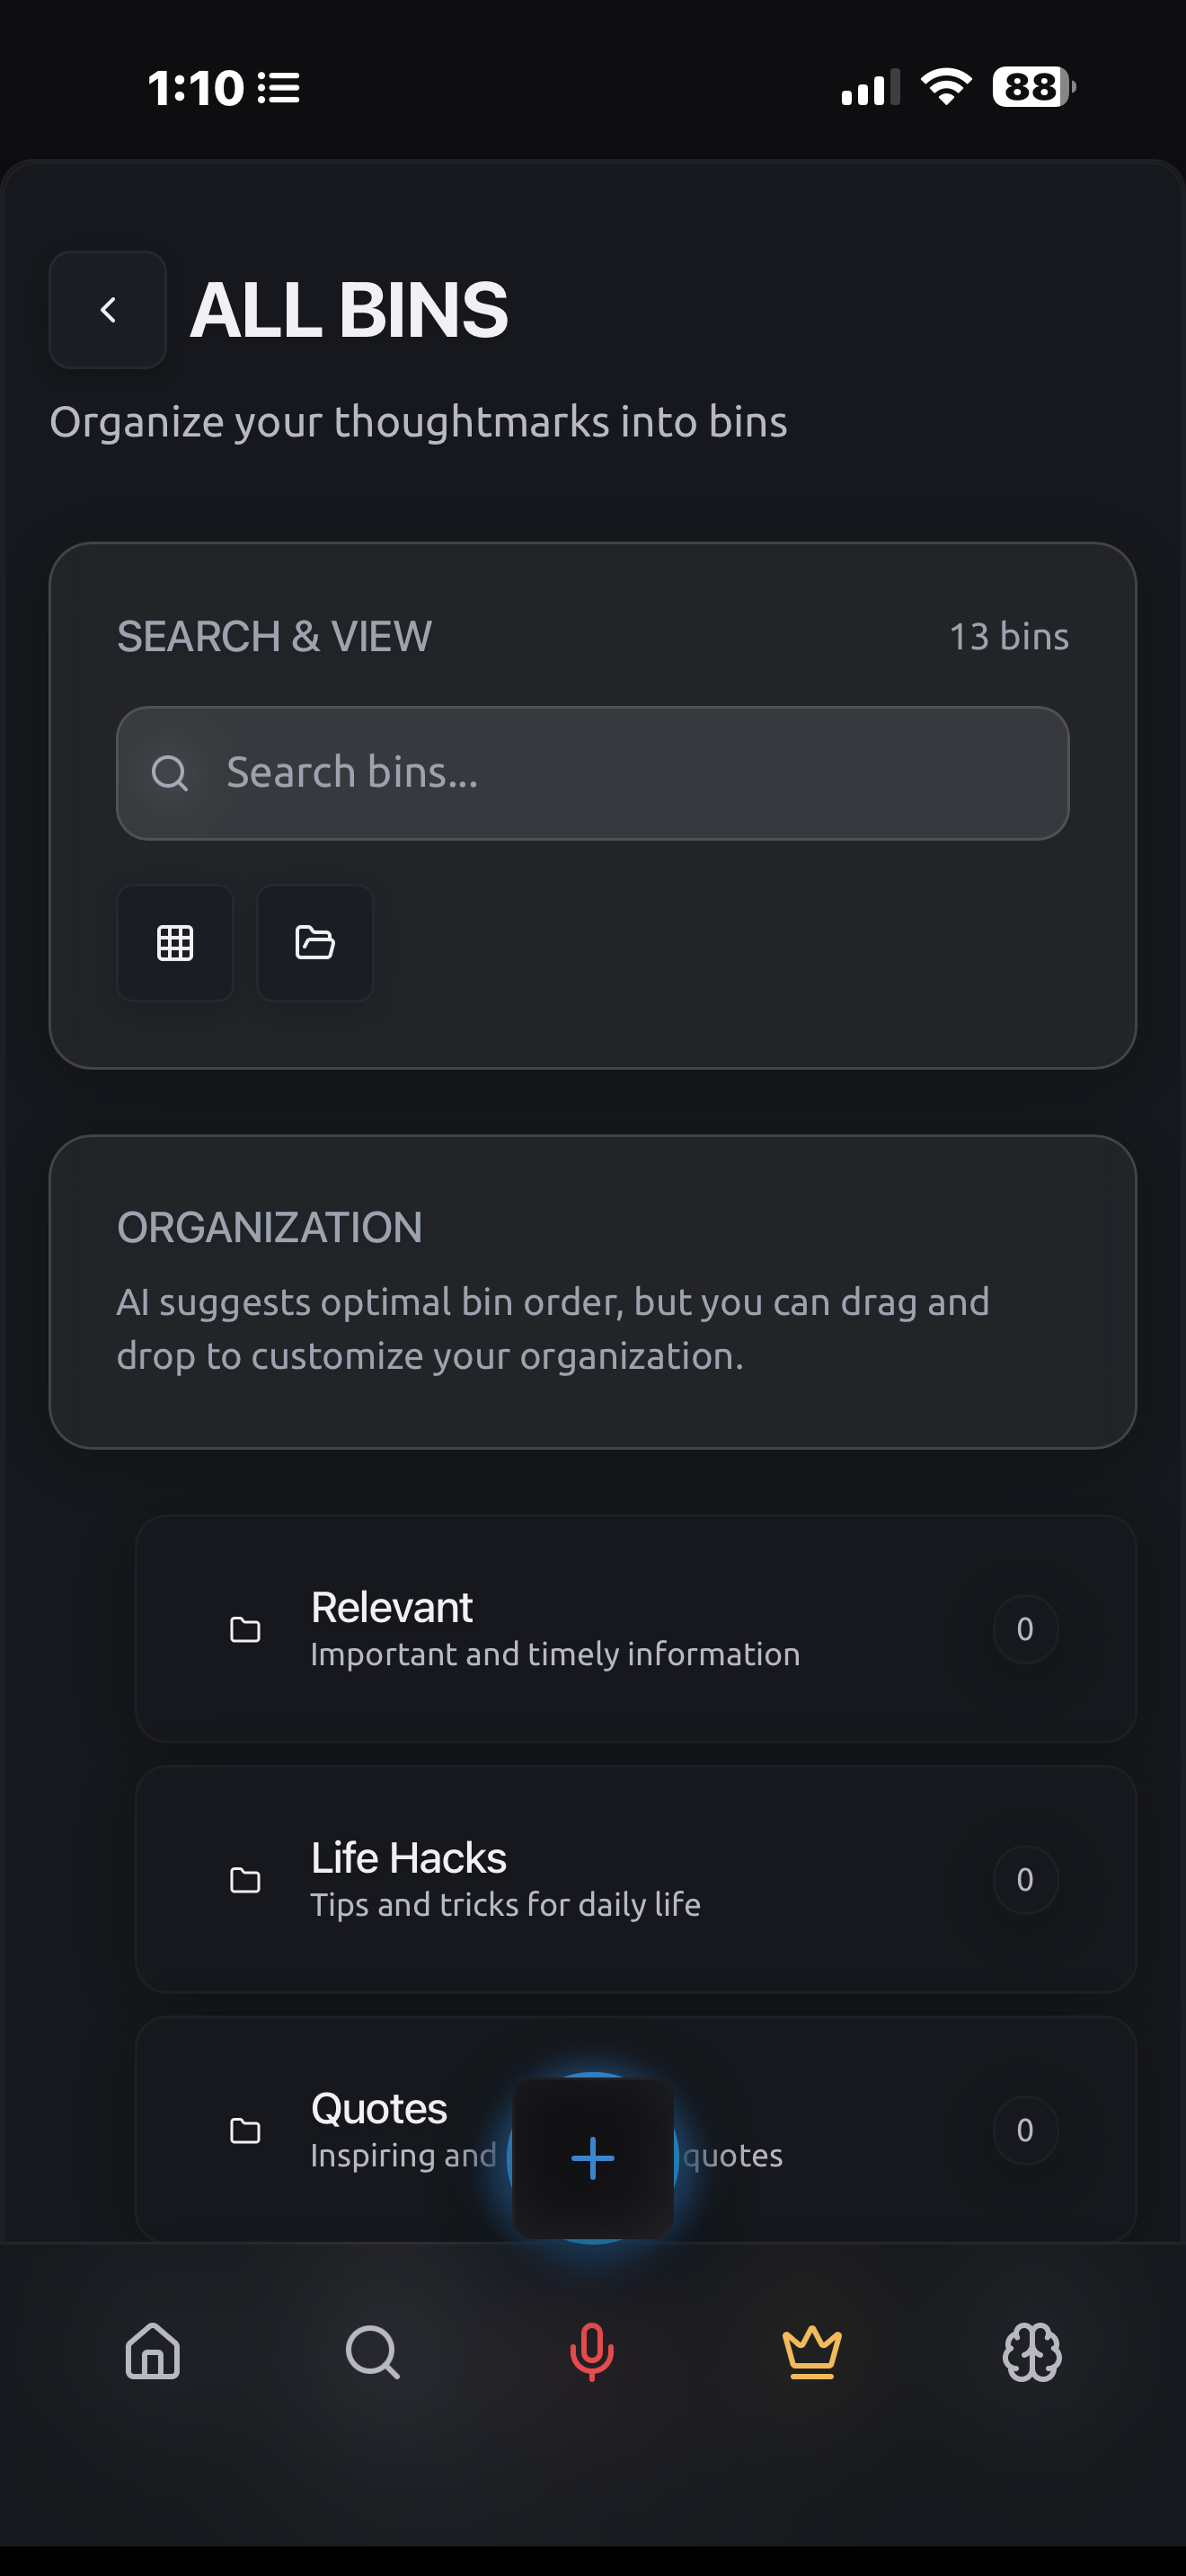 1:10
88
ALL BINS
Organize your thoughtmarks into bins
SEARCH & VIEW
13 bins
Search bins...
ORGANIZATION
AI suggests optimal bin order, but you can drag and
drop to customize your organization.
Relevant
Important and timely information
0
Life Hacks
Tips and tricks for daily life
0
Quotes
Inspiring and quotes
0